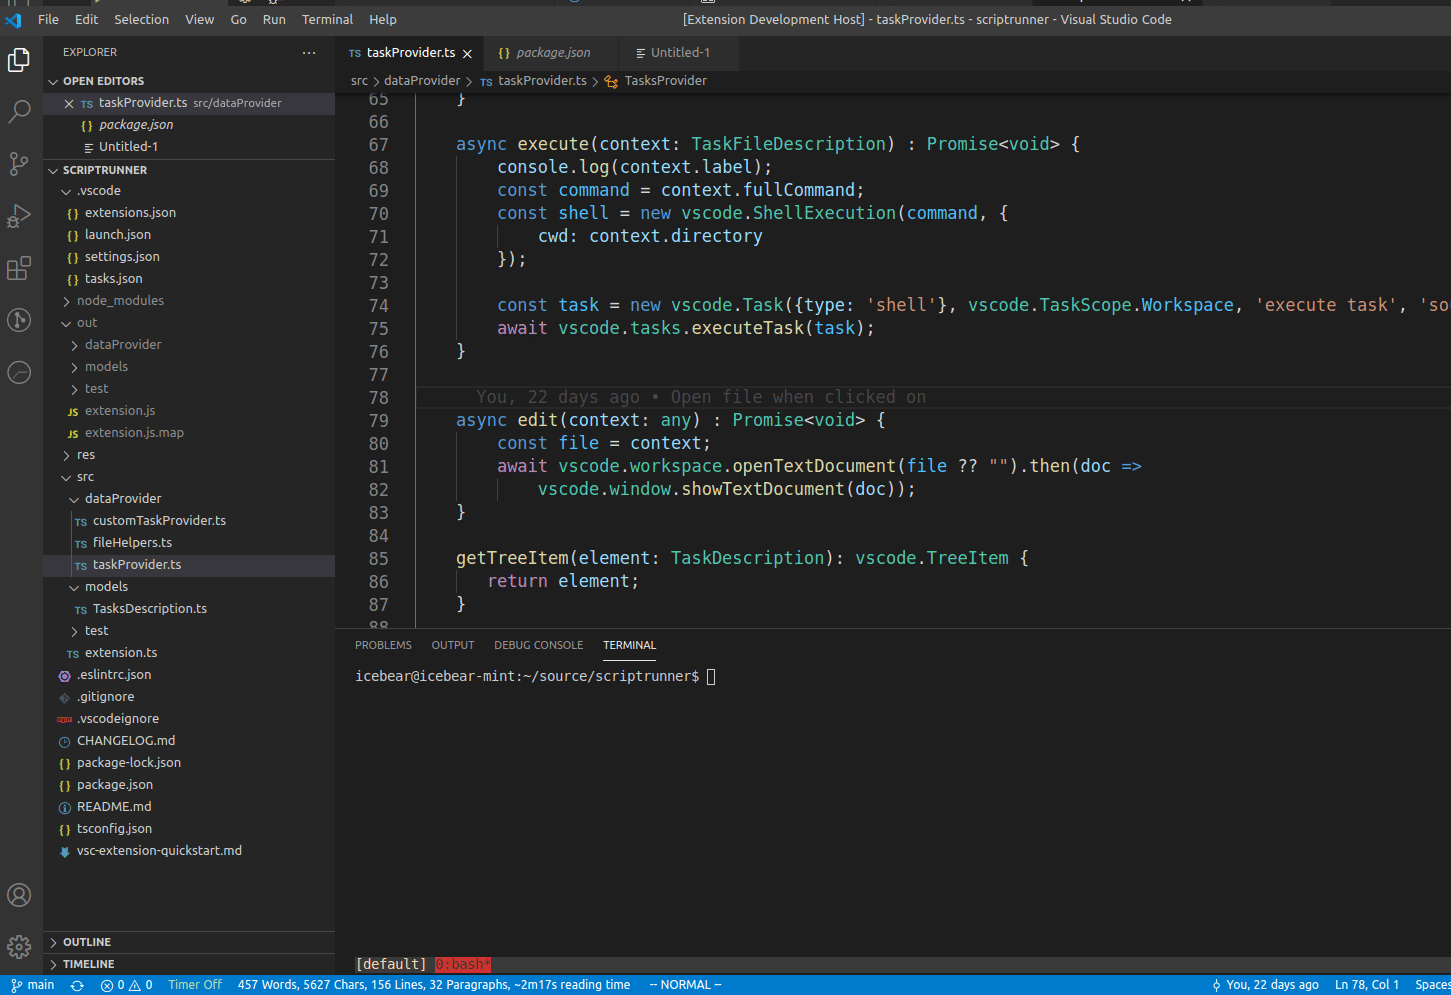 File Edit Selection View Go Run Terminal Help
[Extension Development Host] - taskProvider.ts - scriptrunner - Visual Studio Code
EXPLORER
OPEN EDITORS
TS taskProvider.ts src/dataProvider
{} package.json
Untitled-1
SCRIPTRUNNER
.vscode
{} extensions.json
{} launch.json
{} settings.json
{} tasks.json
node_modules
out
dataProvider
models
test
JS extension.js
JS extension.js.map
res
src
dataProvider
TS customTaskProvider.ts
TS fileHelpers.ts
TS taskProvider.ts
models
TS TasksDescription.ts
test
TS extension.ts
.eslintrc.json
.gitignore
.vscodeignore
CHANGELOG.md
{} package-lock.json
{} package.json
README.md
{} tsconfig.json
vsc-extension-quickstart.md
OUTLINE
TIMELINE
TS taskProvider.ts
{} package.json
Untitled-1
src > dataProvider > TS taskProvider.ts > TasksProvider
65 }
66
67 async execute(context: TaskFileDescription) : Promise<void> {
68 console.log(context.label);
69 const command = context.fullCommand;
70 const shell = new vscode.ShellExecution(command, {
71 cwd: context.directory
72 });
73
74 const task = new vscode.Task({type: 'shell'}, vscode.TaskScope.Workspace, 'execute task', 'so
75 await vscode.tasks.executeTask(task);
76 }
77
78 You, 22 days ago • Open file when clicked on
79 async edit(context: any) : Promise<void> {
80 const file = context;
81 await vscode.workspace.openTextDocument(file ?? "").then(doc =>
82 vscode.window.showTextDocument(doc));
83 }
84
85 getTreeItem(element: TaskDescription): vscode.TreeItem {
86 return element;
87 }
88
PROBLEMS OUTPUT DEBUG CONSOLE TERMINAL
icebear@icebear-mint:~/source/scriptrunner$
[default] 0:bash*
main 0 0 Timer Off 457 Words, 5627 Chars, 156 Lines, 32 Paragraphs, ~2m17s reading time -- NORMAL -- You, 22 days ago Ln 78, Col 1 Spaces